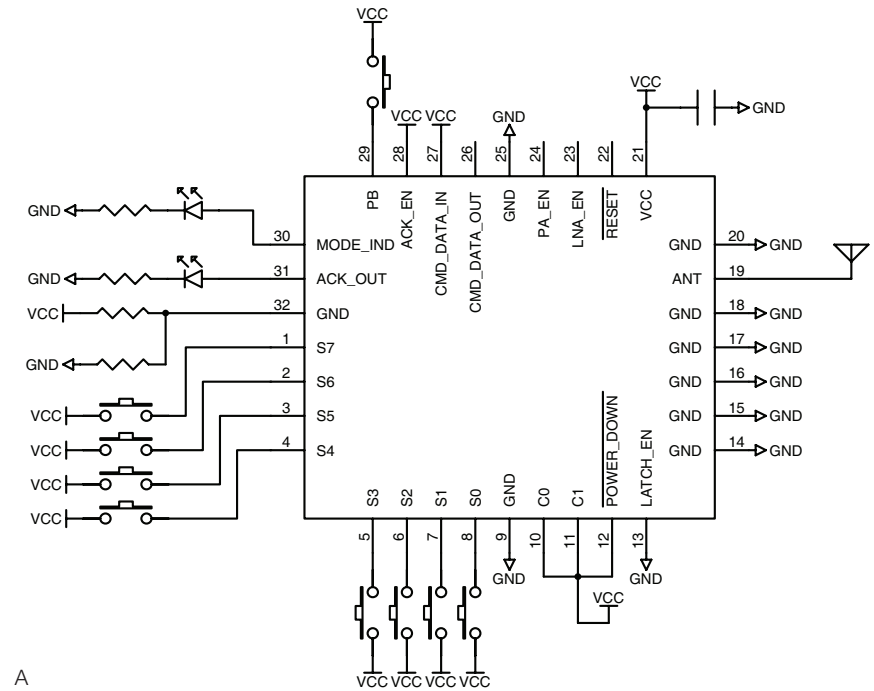 VCC
VCC
VCC
GND
VCC
GND
29
28
27
26
25
24
23
22
21
PB
ACK_EN
CMD_DATA_IN
CMD_DATA_OUT
GND
PA_EN
LNA_EN
RESET
VCC
GND
30
MODE_IND
GND
20
GND
GND
31
ACK_OUT
ANT
19
VCC
32
GND
GND
18
GND
GND
1
S7
GND
17
GND
2
S6
GND
16
GND
VCC
3
S5
GND
15
GND
VCC
4
S4
GND
14
GND
VCC
VCC
S3
S2
S1
S0
GND
C0
C1
POWER_DOWN
LATCH_EN
5
6
7
8
9
10
11
12
13
GND
GND
VCC
VCC
VCC
VCC
VCC
A